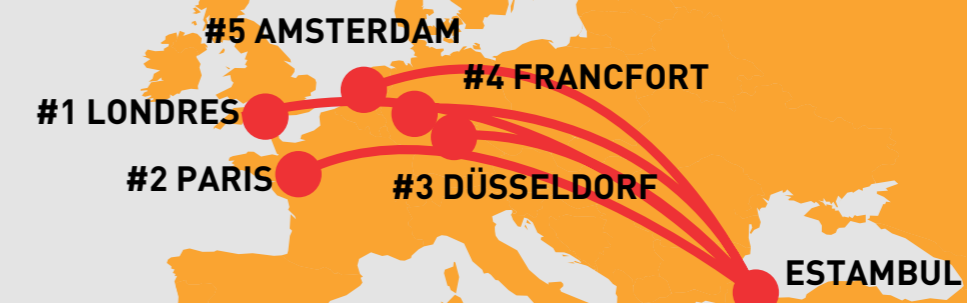 #5 AMSTERDAM
#4 FRANCFORT
#1 LONDRES
#2 PARIS
#3 DÜSSELDORF
ESTAMBUL